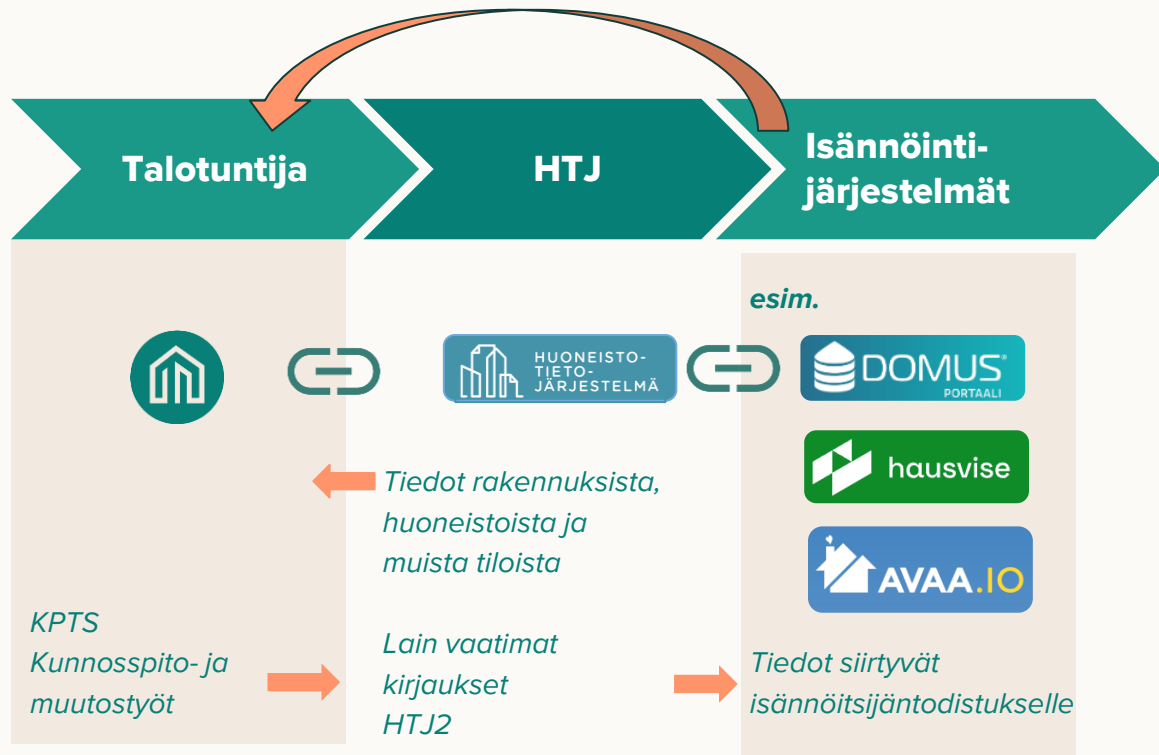 Talotuntija
HTJ
Isännöinti-
järjestelmät
esim.
HUONEISTO-
TIETO-
JÄRJESTELMÄ
DOMUS®
PORTAALI
hausvise
AVAA.IO
Tiedot rakennuksista,
huoneistoista ja
muista tiloista
KPTS
Kunnosspito- ja
muutostyöt
Lain vaatimat
kirjaukset
HTJ2
Tiedot siirtyvät
isännöitsijäntodistukselle